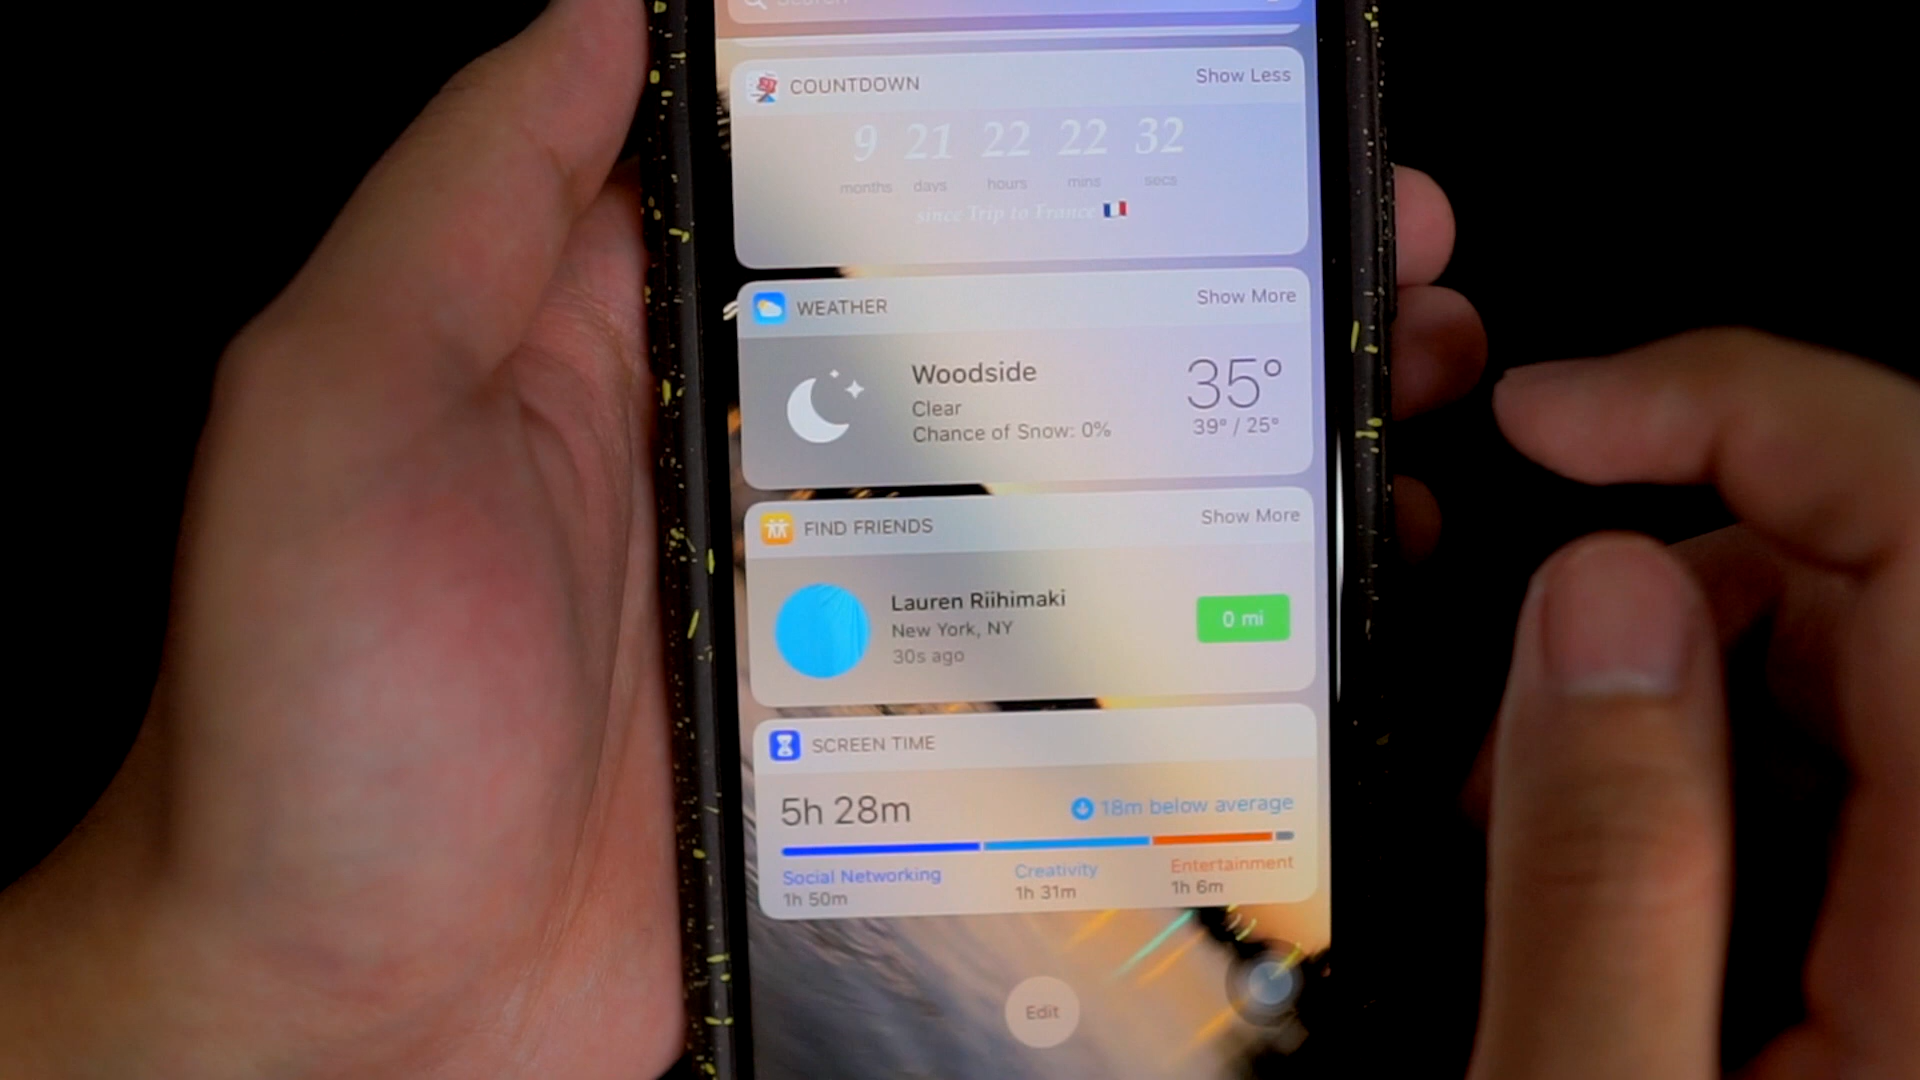 Search
COUNTDOWN
Show Less
9 21 22 22 32
months days hours mins secs
since Trip to France
WEATHER
Show More
Woodside
Clear
Chance of Snow: 0%
35°
39° / 25°
FIND FRIENDS
Show More
Lauren Riihimaki
New York, NY
30s ago
0 mi
SCREEN TIME
5h 28m
18m below average
Social Networking
1h 50m
Creativity
1h 31m
Entertainment
1h 6m
Edit